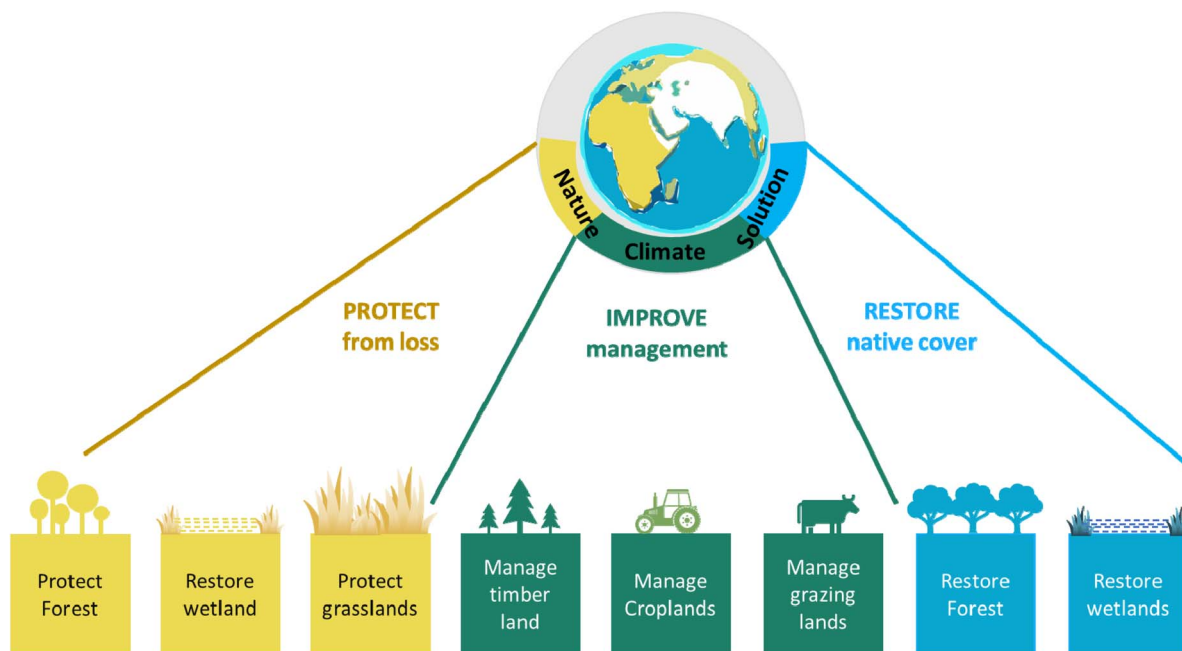 Nature
Climate
Solution
PROTECT
from loss
IMPROVE
management
RESTORE
native cover
Protect
Forest
Restore
wetland
Protect
grasslands
Manage
timber
land
Manage
Croplands
Manage
grazing
lands
Restore
Forest
Restore
wetlands